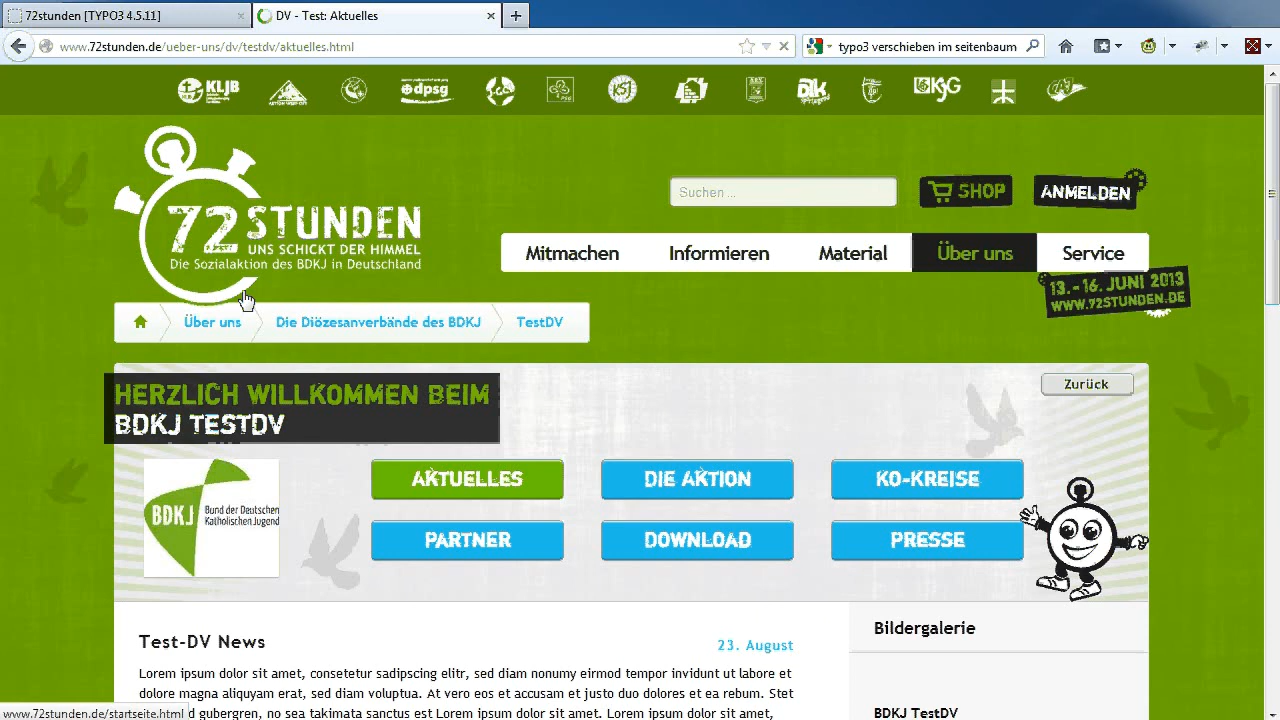 72stunden [TYPO3 4.5.11]
DV - Test: Aktuelles
www.72stunden.de/ueber-uns/dv/testdv/aktuelles.html
typo3 verschieben im seitenbaum
KLJB
dpsg
KSJ
KjG
72 STUNDEN
UNS SCHICKT DER HIMMEL
Die Sozialaktion des BDKJ in Deutschland
Suchen ...
SHOP
ANMELDEN
Mitmachen
Informieren
Material
Über uns
Service
13.- 16. JUNI 2013
WWW.72STUNDEN.DE
Über uns
Die Diözesanverbände des BDKJ
TestDV
HERZLICH WILLKOMMEN BEIM
BDKJ TESTDV
Zurück
BDKJ
Bund der Deutschen
Katholischen Jugend
AKTUELLES
DIE AKTION
KO-KREISE
PARTNER
DOWNLOAD
PRESSE
Test-DV News
23. August
Bildergalerie
Lorem ipsum dolor sit amet, consetetur sadipscing elitr, sed diam nonumy eirmod tempor invidunt ut labore et
dolore magna aliquyam erat, sed diam voluptua. At vero eos et accusam et justo duo dolores et ea rebum. Stet
d gubergren, no sea takimata sanctus est Lorem ipsum dolor sit amet. Lorem ipsum dolor sit amet,
BDKJ TestDV
www.72stunden.de/startseite.html